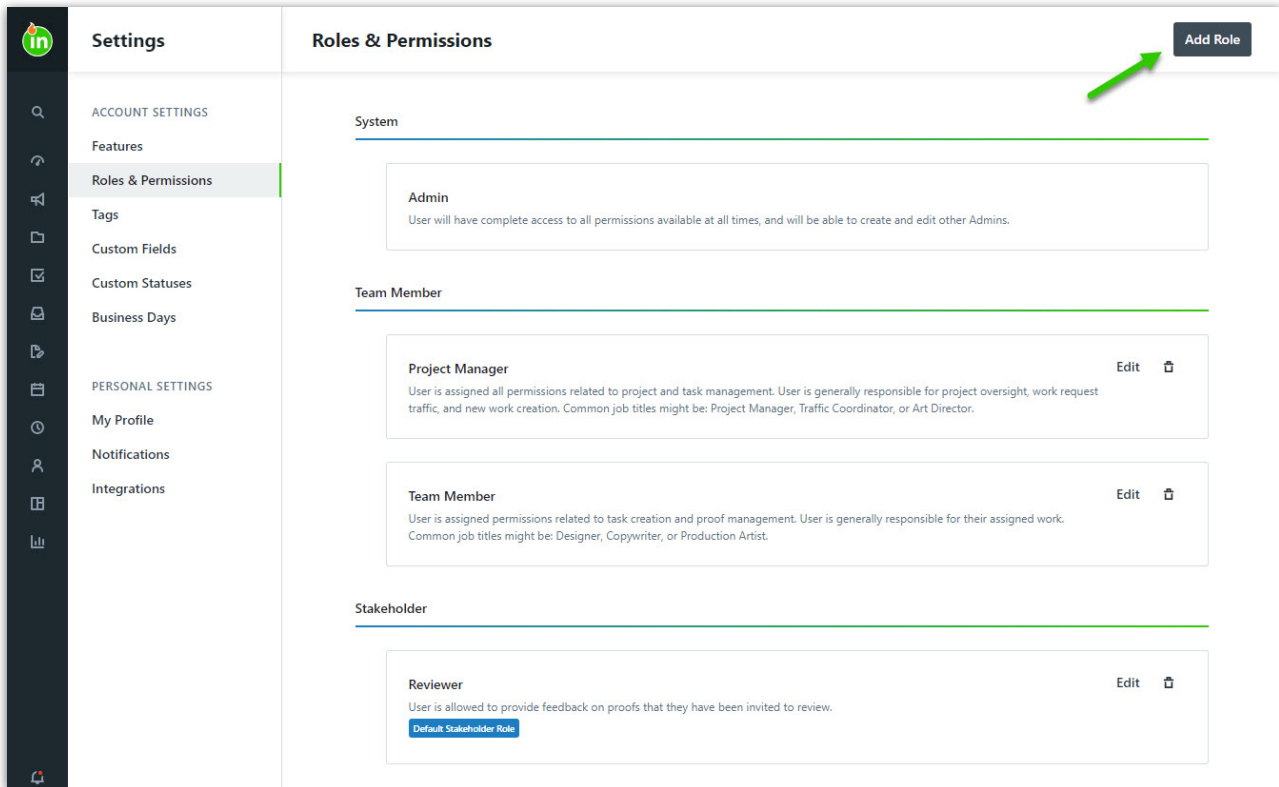 in
Settings
Roles & Permissions
Add Role
ACCOUNT SETTINGS
Features
Roles & Permissions
Tags
Custom Fields
Custom Statuses
Business Days
PERSONAL SETTINGS
My Profile
Notifications
Integrations
System
Admin
User will have complete access to all permissions available at all times, and will be able to create and edit other Admins.
Team Member
Project Manager
Edit
User is assigned all permissions related to project and task management. User is generally responsible for project oversight, work request
traffic, and new work creation. Common job titles might be: Project Manager, Traffic Coordinator, or Art Director.
Team Member
Edit
User is assigned permissions related to task creation and proof management. User is generally responsible for their assigned work.
Common job titles might be: Designer, Copywriter, or Production Artist.
Stakeholder
Reviewer
Edit
User is allowed to provide feedback on proofs that they have been invited to review.
Default Stakeholder Role